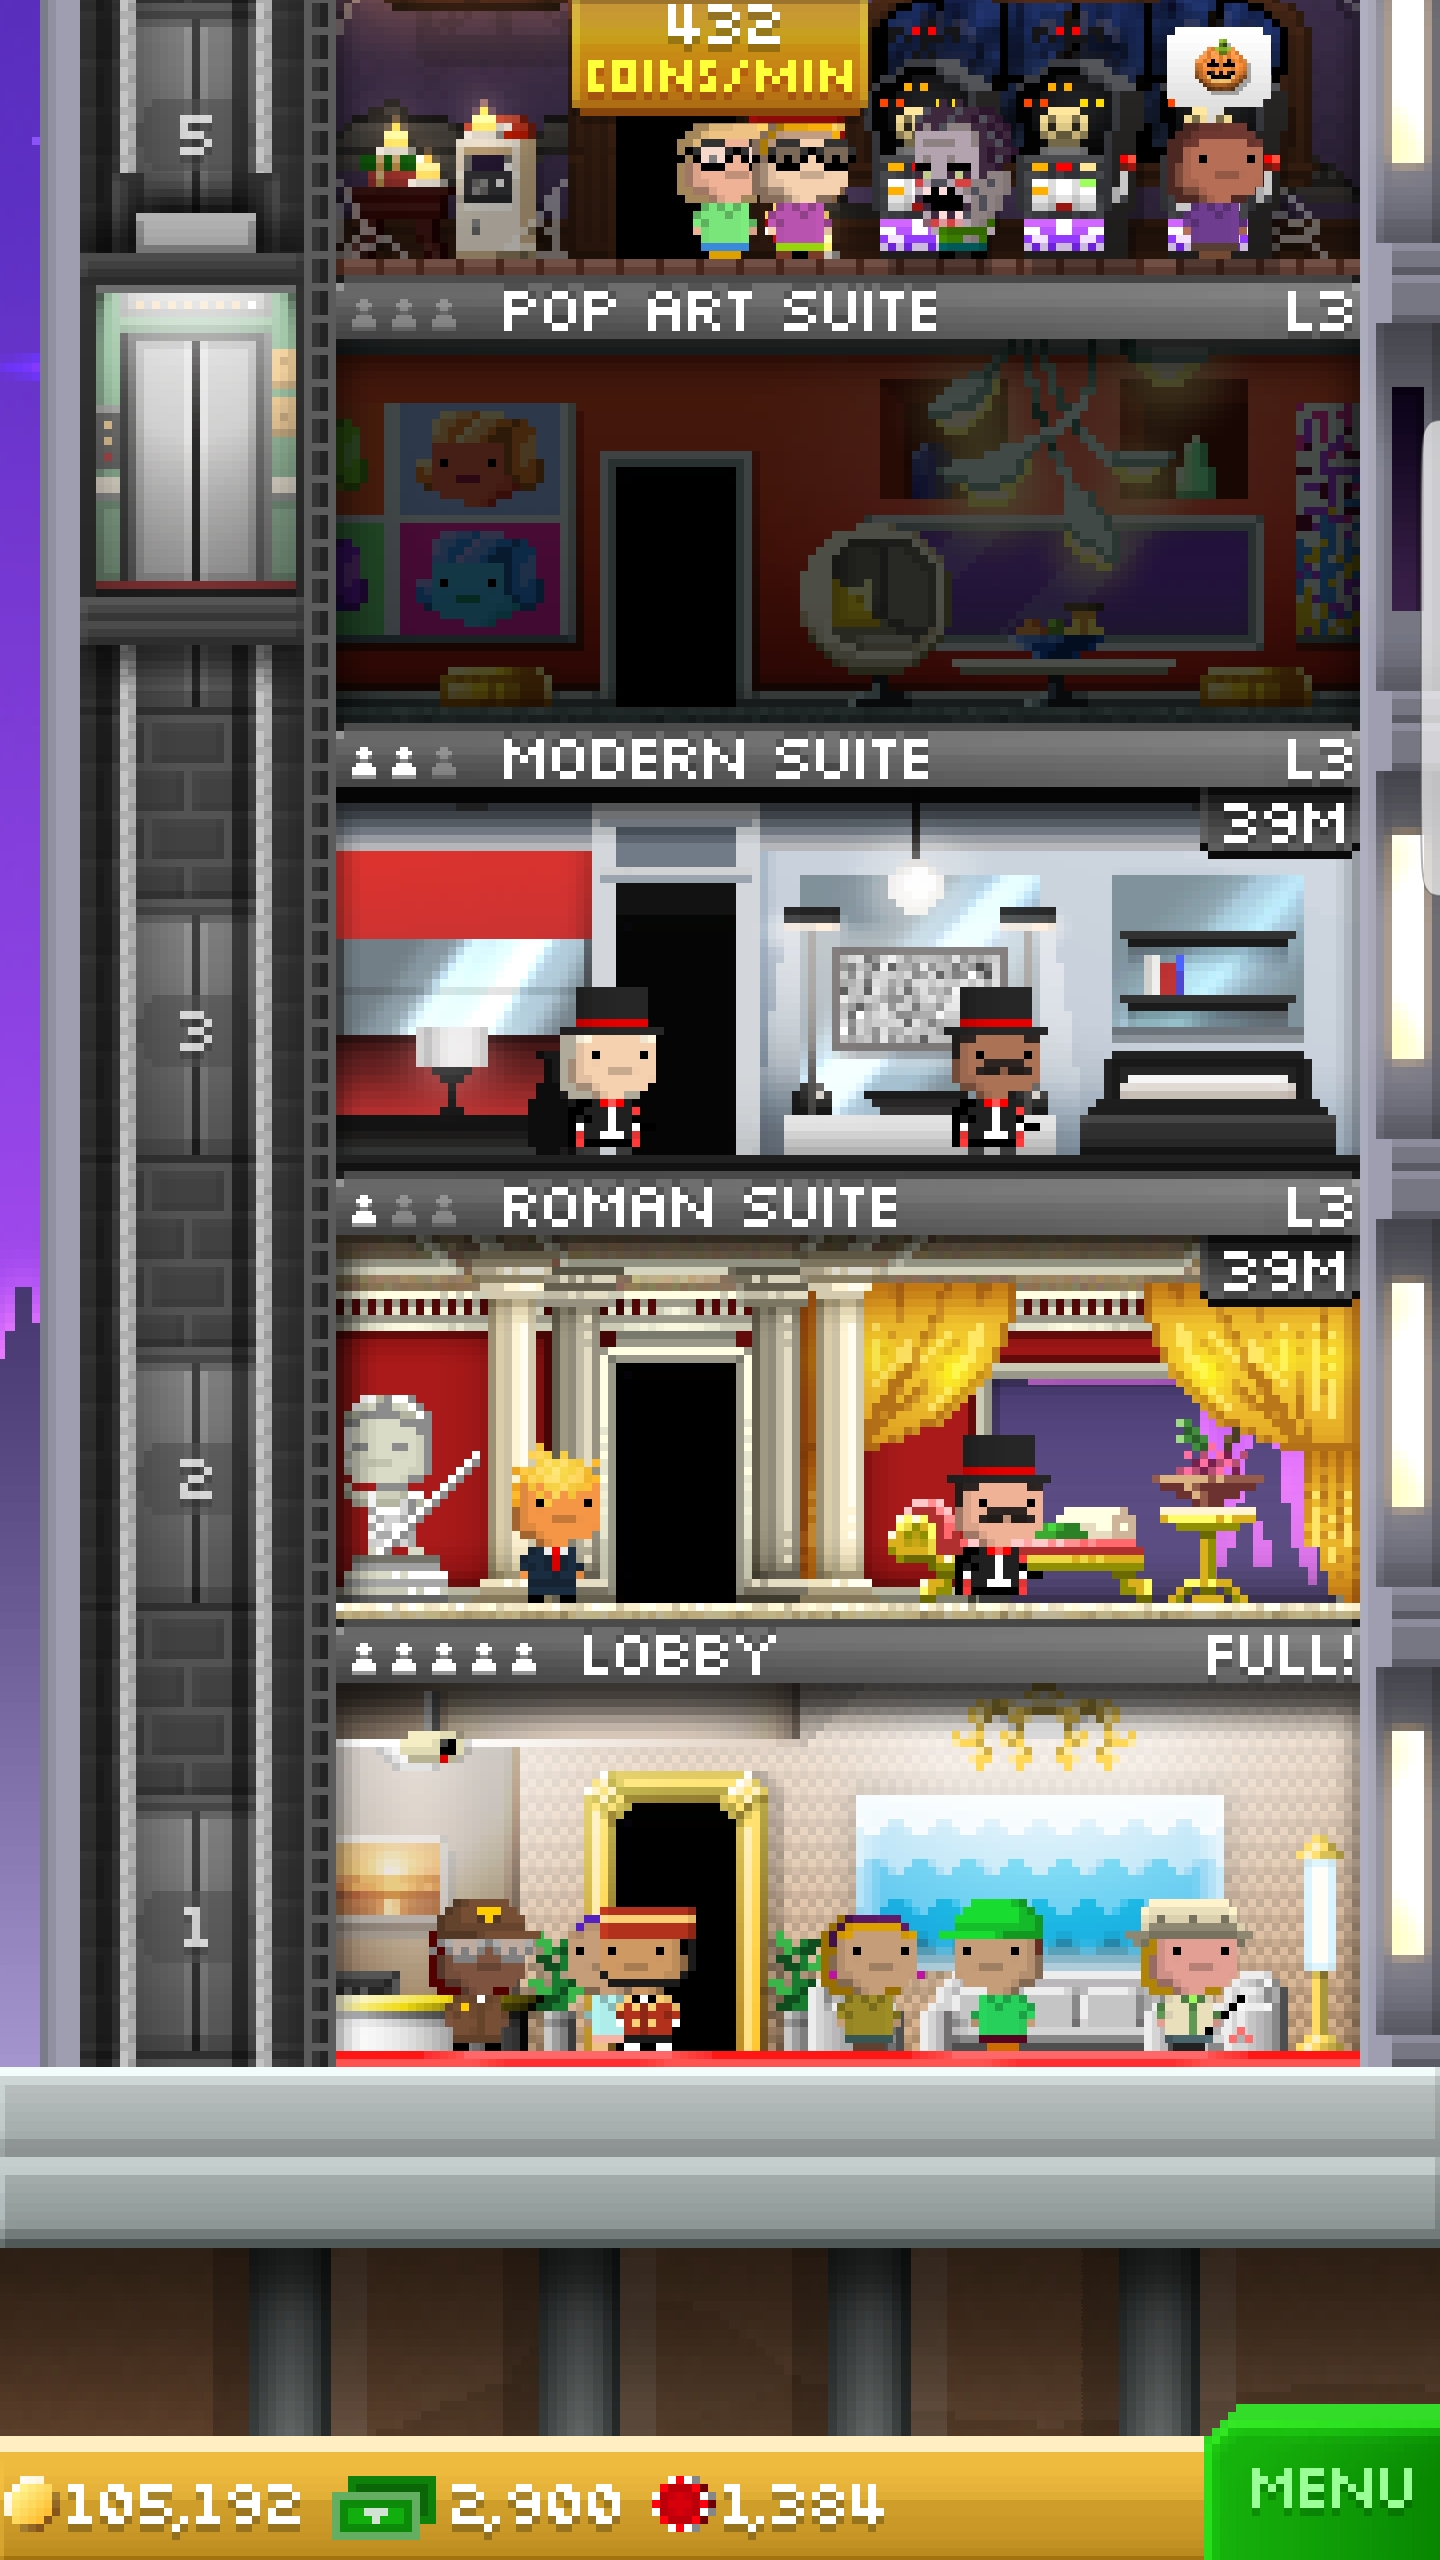 432
COINS/MIN
5
POP ART SUITE L3
MODERN SUITE L3
39M
3
ROMAN SUITE L3
39M
2
LOBBY FULL!
1
105,192 2,900 1,384
MENU